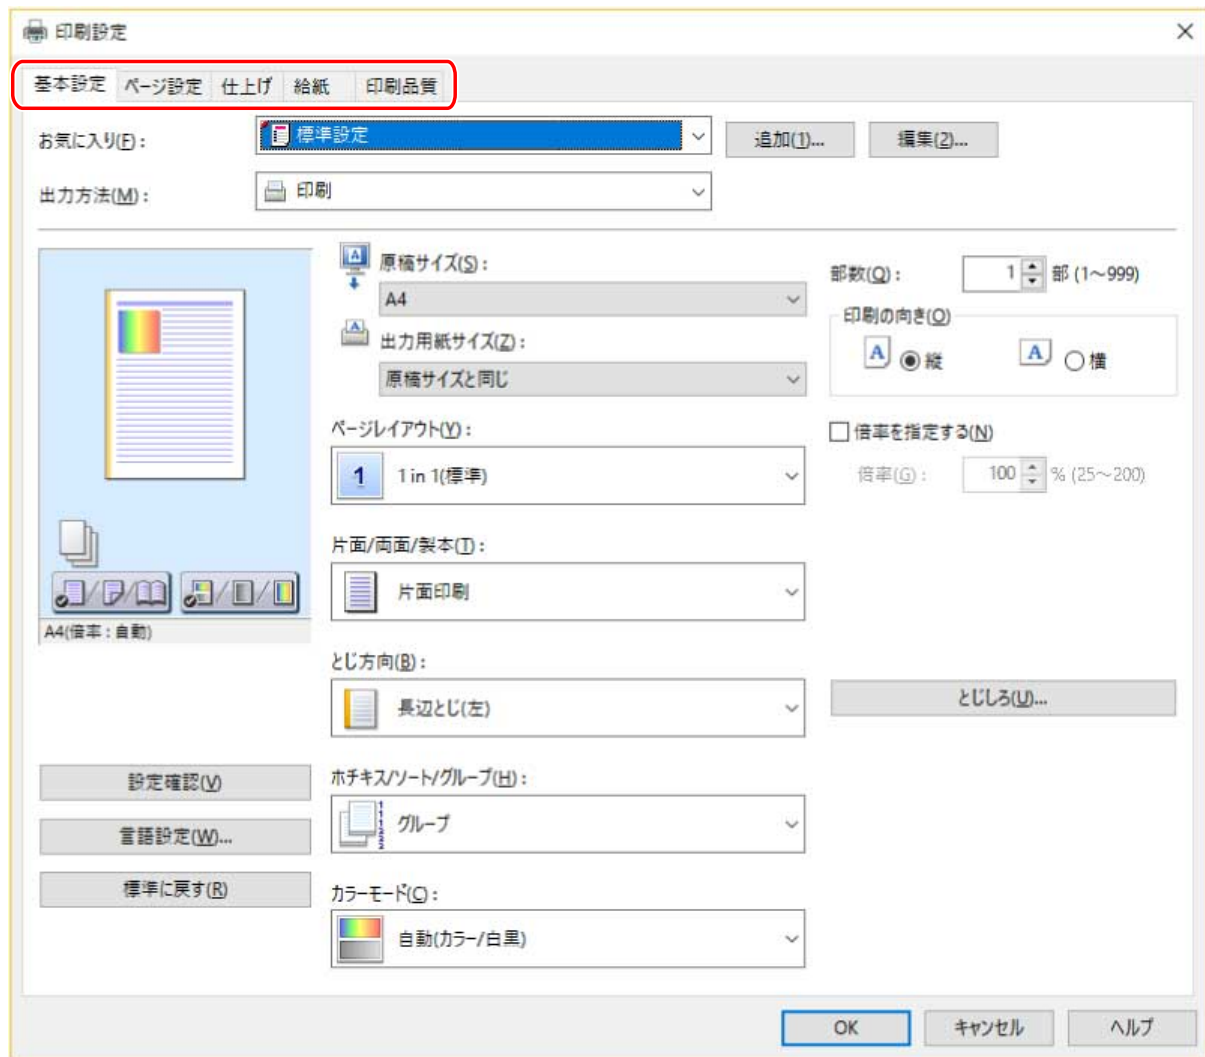 印刷設定
基本設定 ページ設定 仕上げ 給紙 印刷品質
お気に入り(F): 標準設定 追加(1)... 編集(2)...
出力方法(M): 印刷
原稿サイズ(S):
A4
出力用紙サイズ(Z):
原稿サイズと同じ
部数(Q): 1 部 (1～999)
印刷の向き(O)
A 縦 A 横
ページレイアウト(Y):
1 1 in 1(標準)
倍率を指定する(N)
倍率(G): 100 % (25～200)
片面/両面/製本(T):
片面印刷
A4(倍率:自動)
とじ方向(B):
長辺とじ(左)
とじしろ(U)...
設定確認(V)
言語設定(W)...
標準に戻す(R)
ホチキス/ソート/グループ(H):
グループ
カラーモード(C):
自動(カラー/白黒)
OK キャンセル ヘルプ